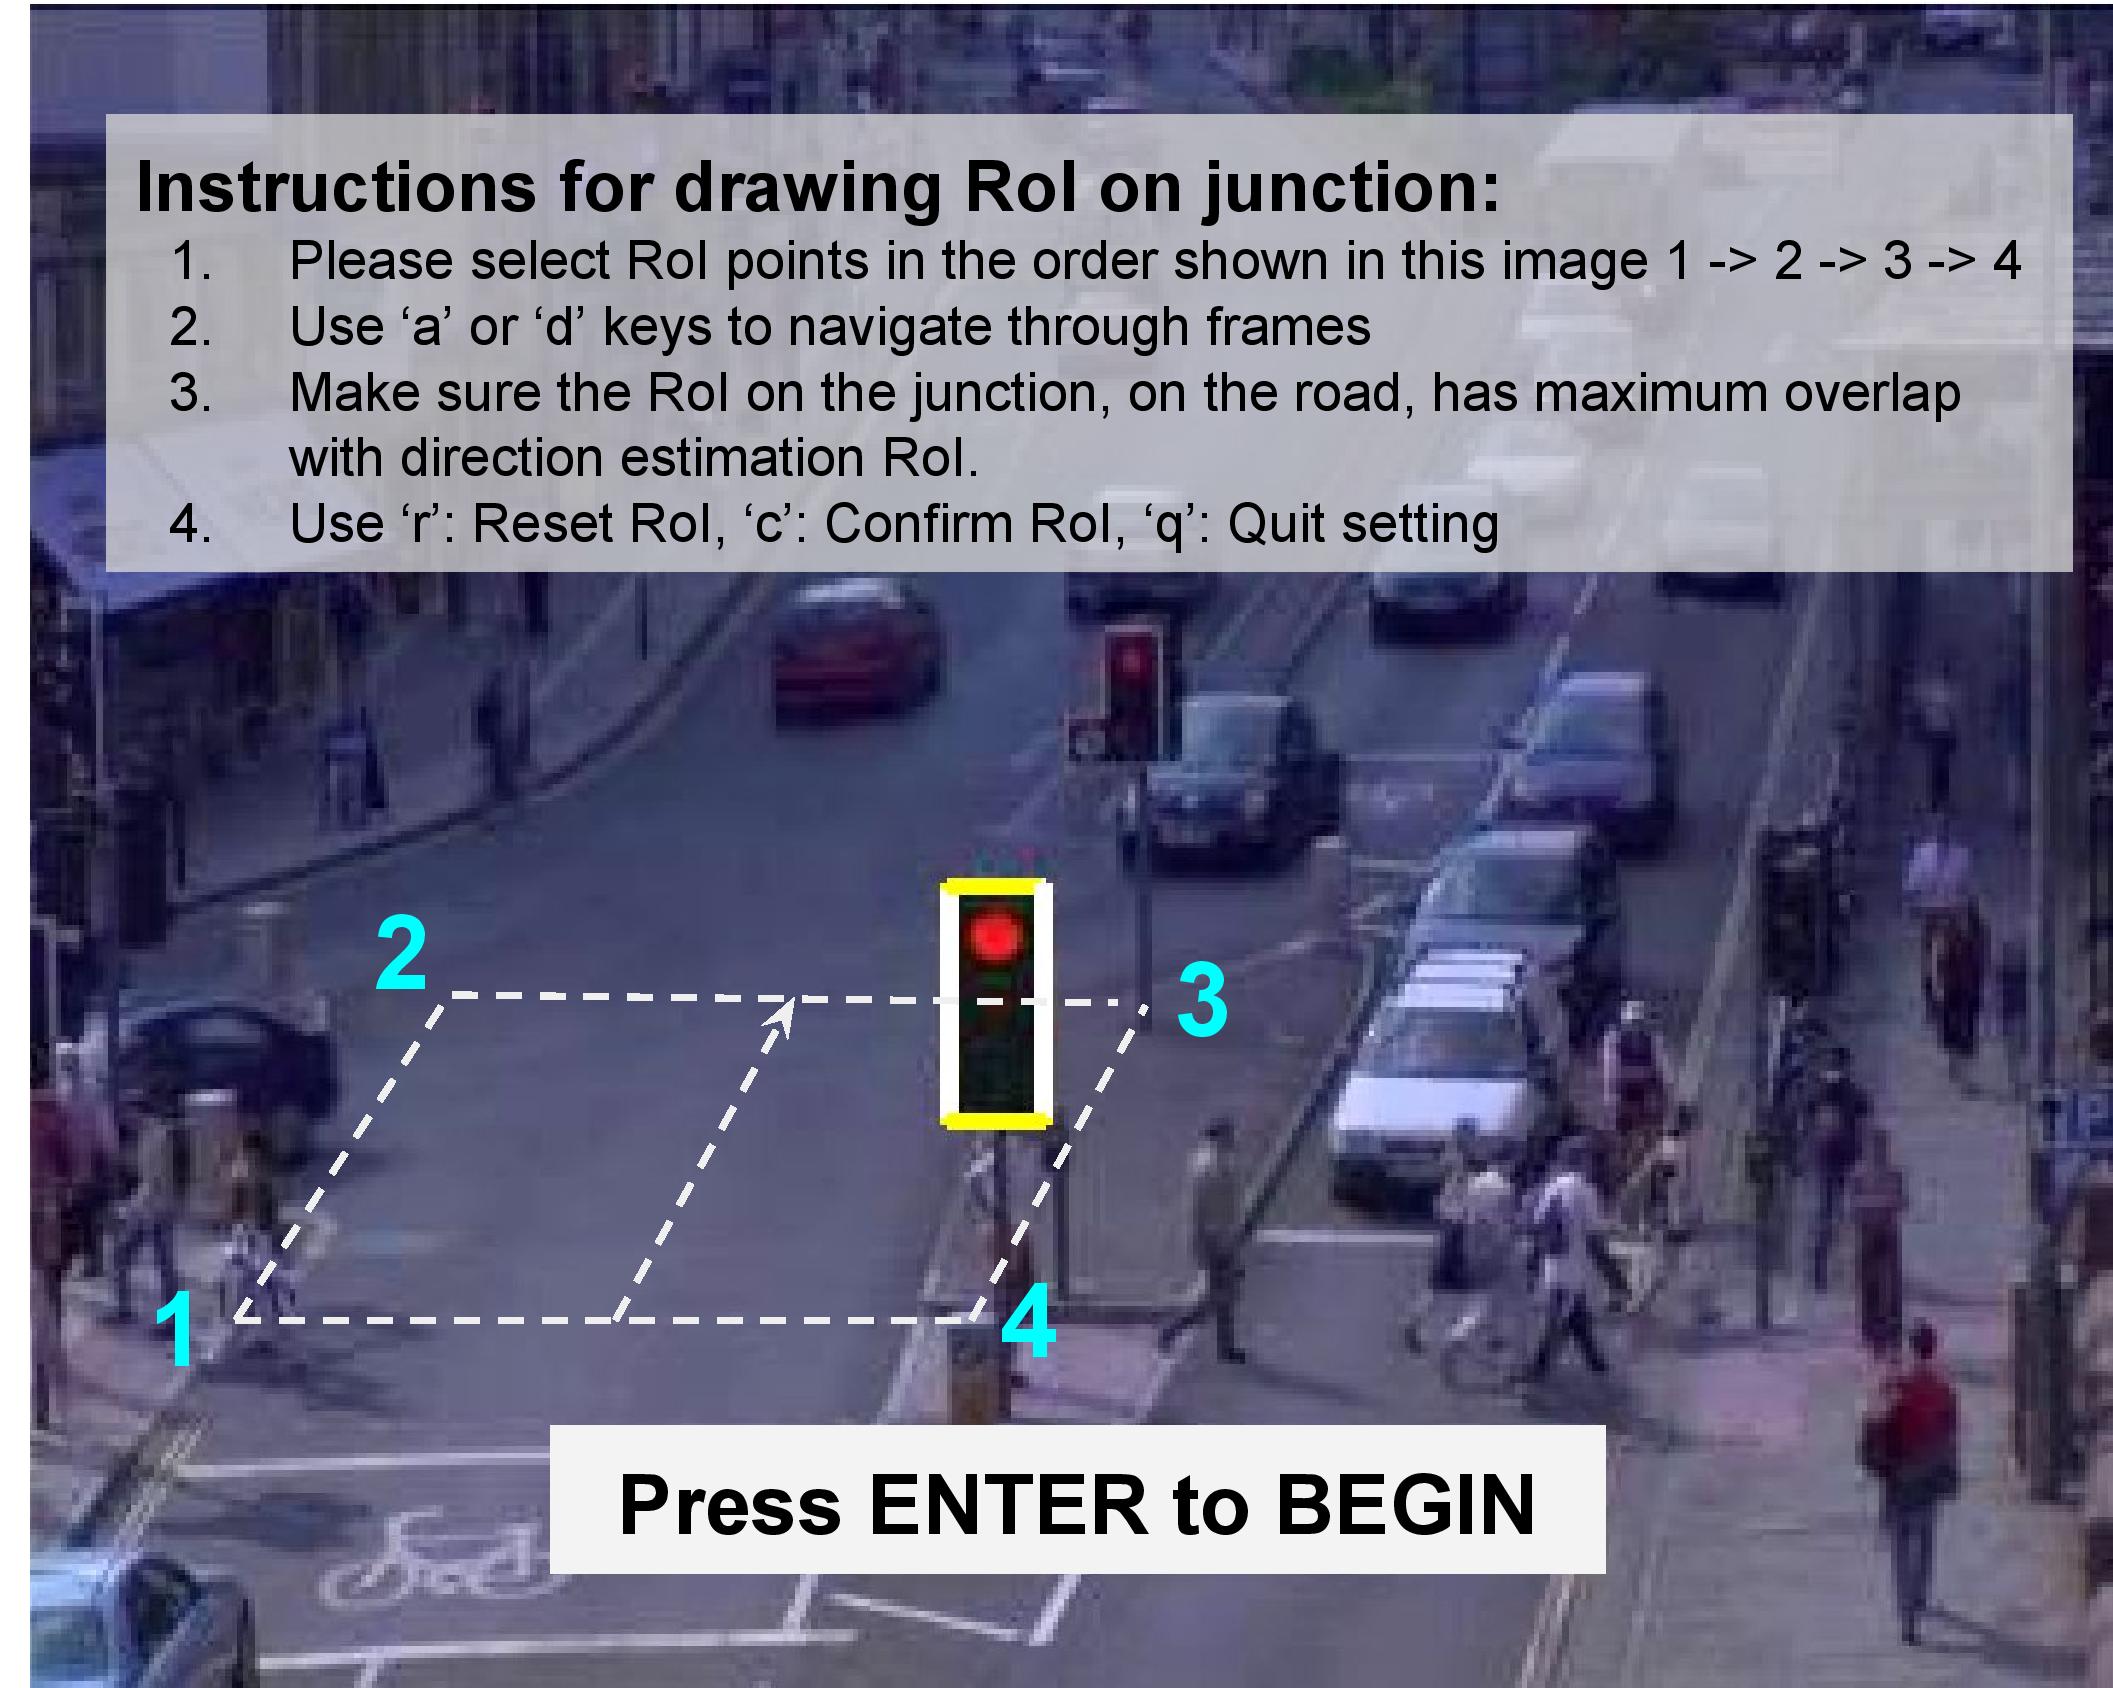 Instructions for drawing RoI on junction:
1. Please select RoI points in the order shown in this image 1 -> 2 -> 3 -> 4
2. Use ‘a’ or ‘d’ keys to navigate through frames
3. Make sure the RoI on the junction, on the road, has maximum overlap
with direction estimation RoI.
4. Use ‘r’: Reset RoI, ‘c’: Confirm RoI, ‘q’: Quit setting
2
3
1
4
Press ENTER to BEGIN